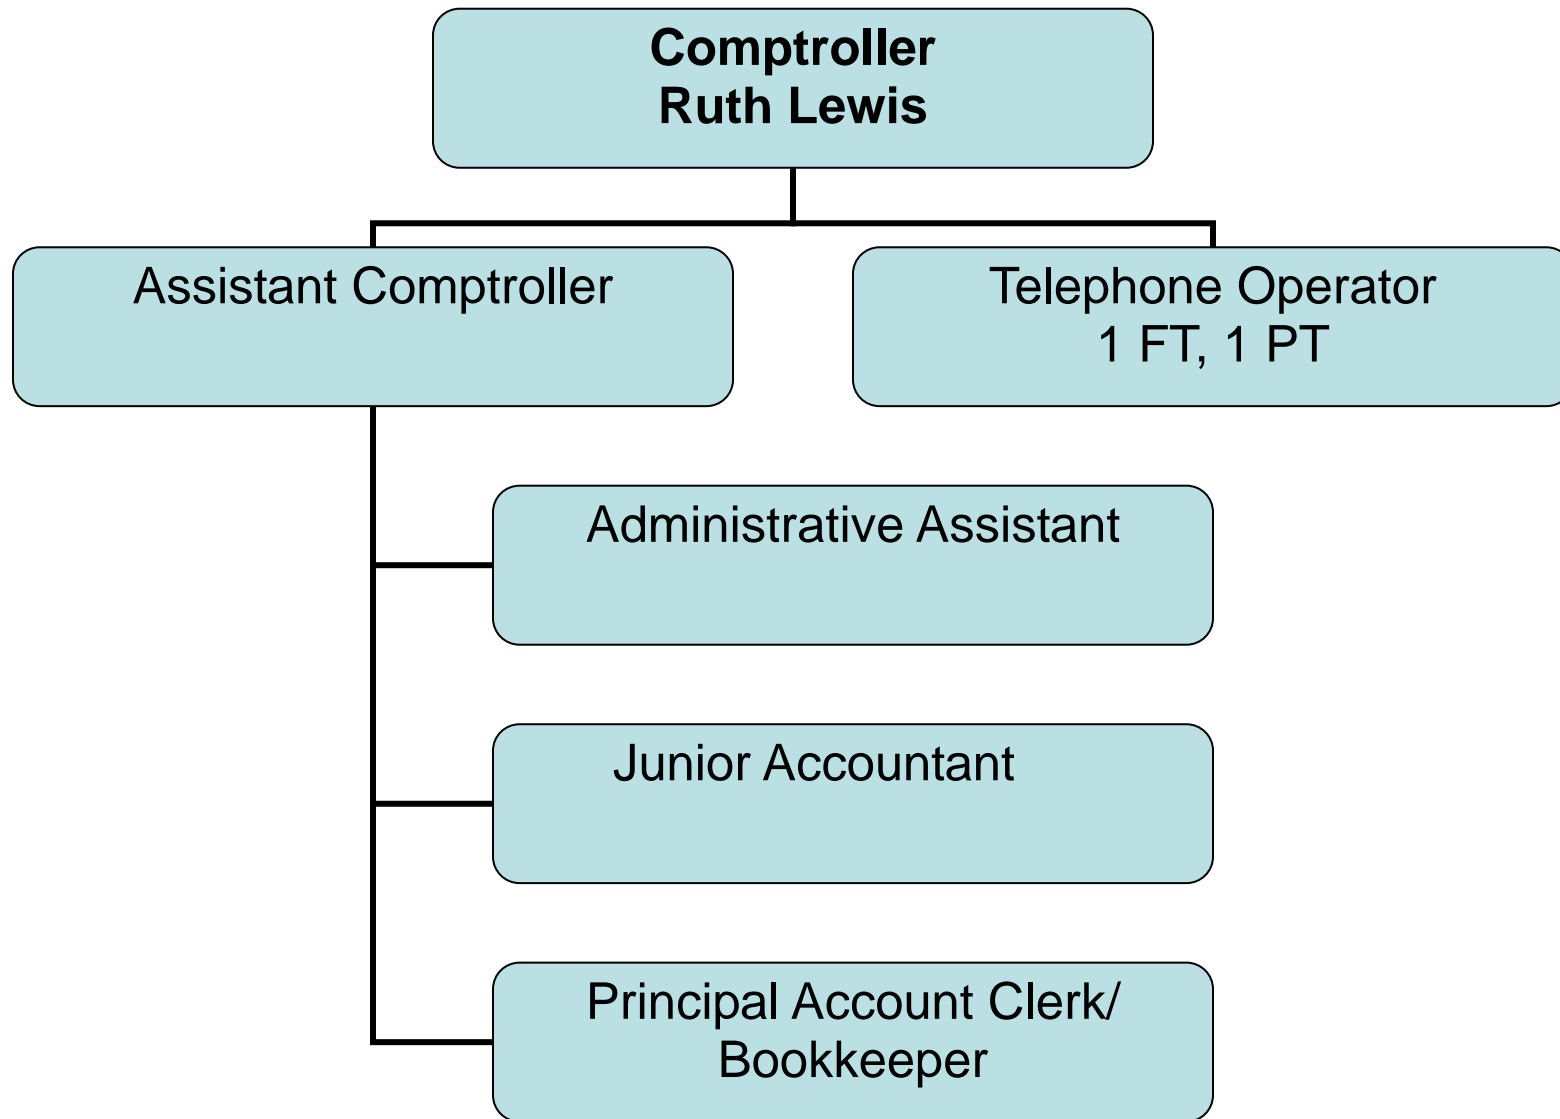 Comptroller
Ruth Lewis
Assistant Comptroller
Telephone Operator
1 FT, 1 PT
Administrative Assistant
Junior Accountant
Principal Account Clerk/
Bookkeeper